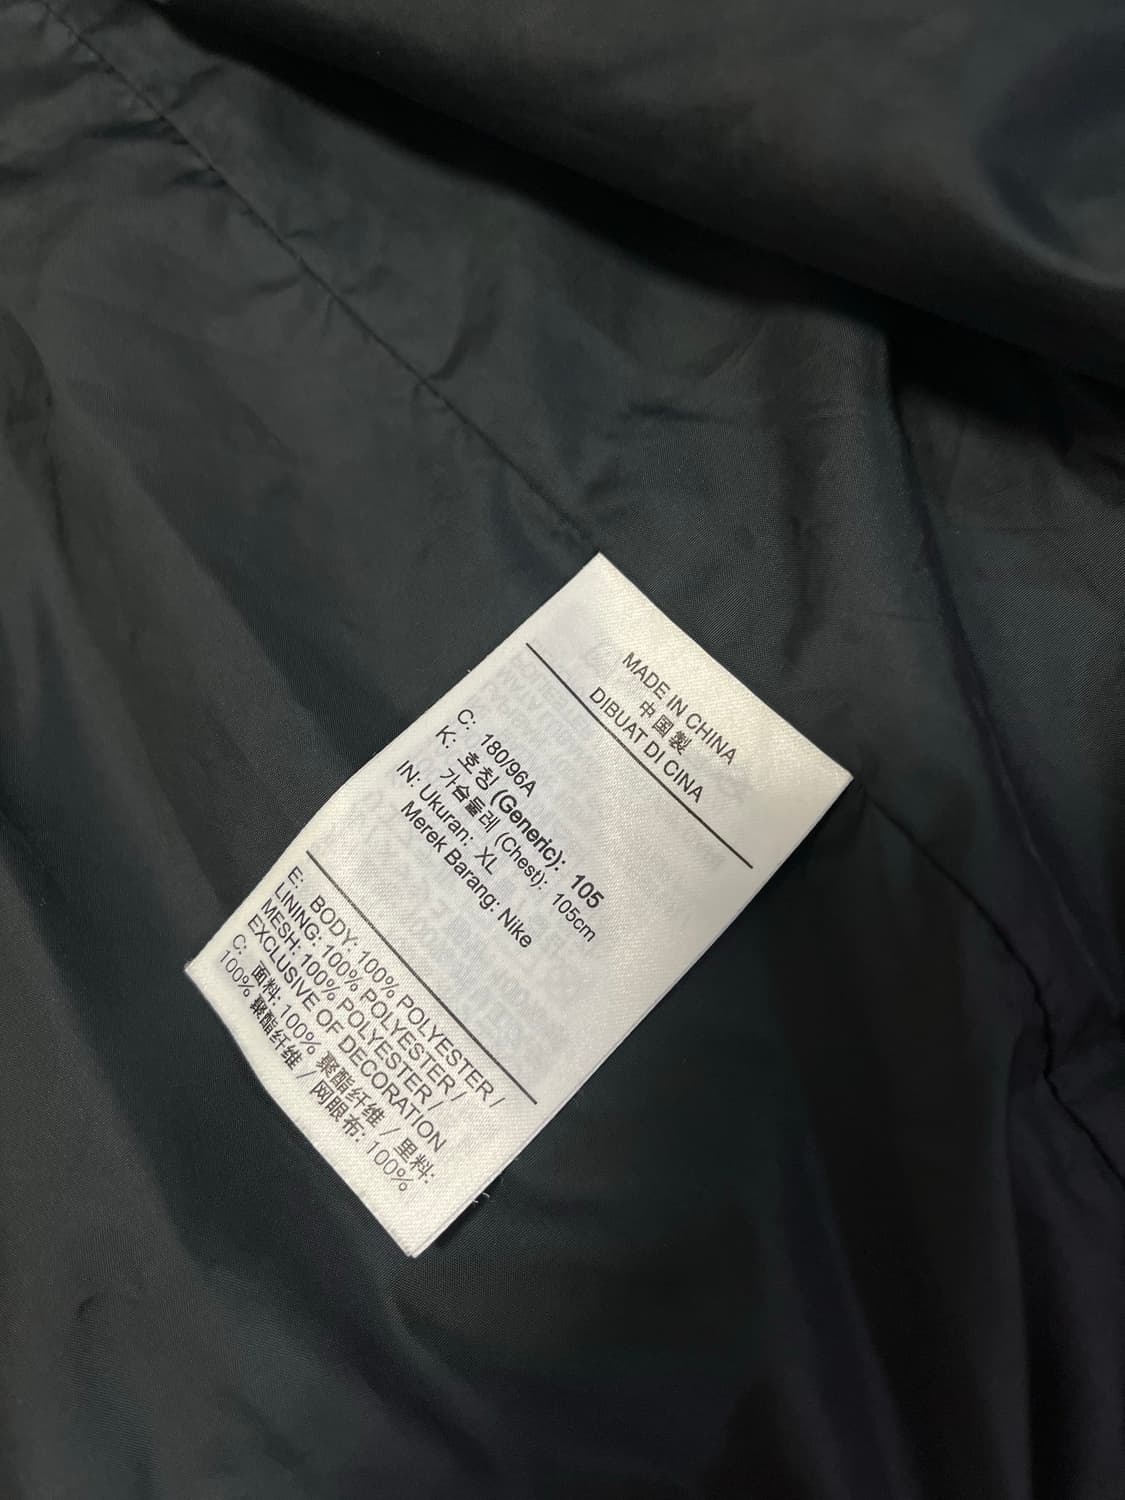 MADE IN CHINA
中国製
DIBUAT DI CINA
C: 180/96A
K: 호칭 (Generic): 105
가슴둘레 (Chest): 105cm
IN: Ukuran: XL
Merek Barang: Nike
E: BODY: 100% POLYESTER /
LINING: 100% POLYESTER /
MESH: 100% POLYESTER /
EXCLUSIVE OF DECORATION
C: 面料: 100% 聚酯纤维 / 里料:
100% 聚酯纤维 / 网眼布: 100%